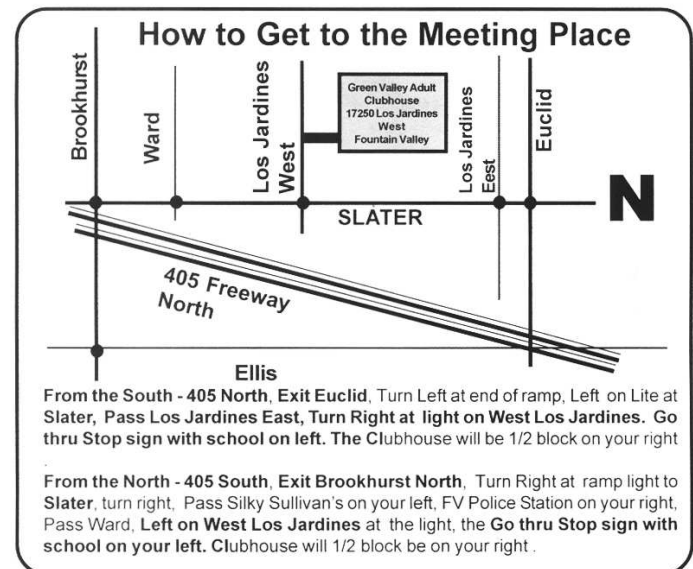 How to Get to the Meeting Place
Brookhurst
Ward
Los Jardines
West
Green Valley Adult
Clubhouse
17250 Los Jardines
West
Fountain Valley
Los Jardines
Eest
Euclid
N
SLATER
405 Freeway
North
Ellis
From the South - 405 North, Exit Euclid, Turn Left at end of ramp, Left on Lite at
Slater, Pass Los Jardines East, Turn Right at light on West Los Jardines. Go
thru Stop sign with school on left. The Clubhouse will be 1/2 block on your right
.
From the North - 405 South, Exit Brookhurst North, Turn Right at ramp light to
Slater, turn right, Pass Silky Sullivan's on your left, FV Police Station on your right,
Pass Ward, Left on West Los Jardines at the light, the Go thru Stop sign with
school on your left. Clubhouse will 1/2 block be on your right .